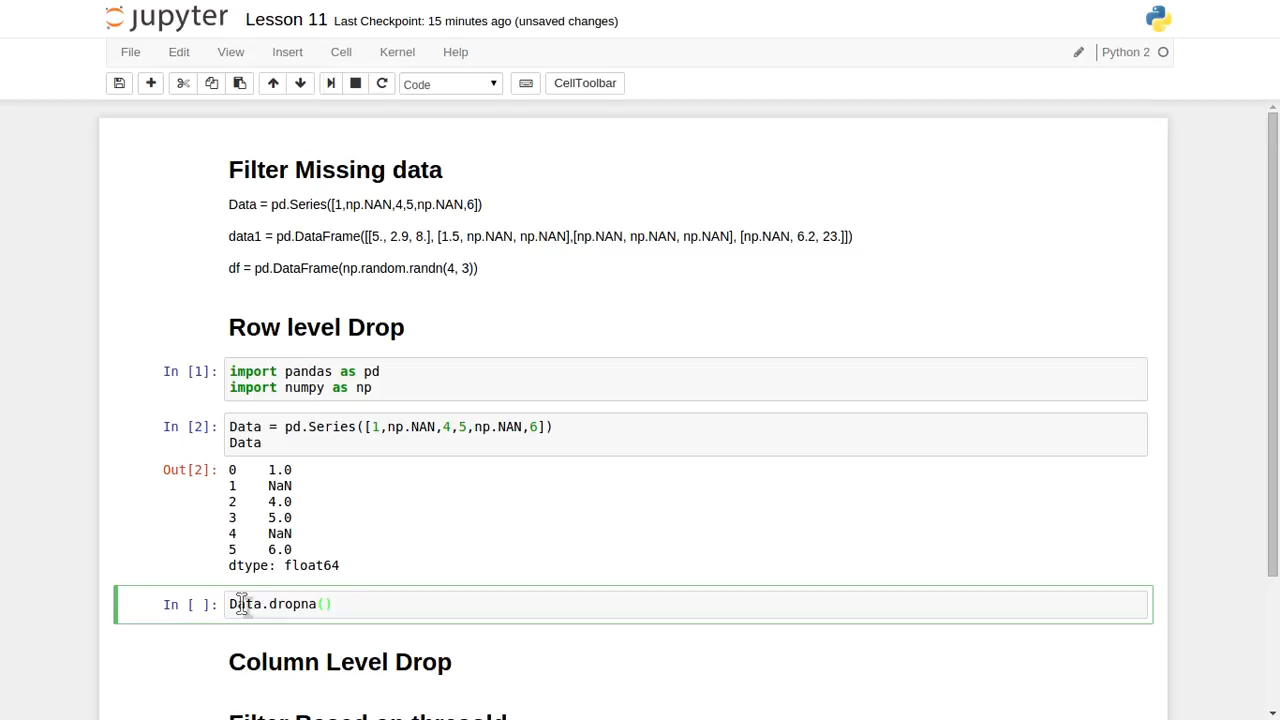 jupyter Lesson 11 Last Checkpoint: 15 minutes ago (unsaved changes)
File Edit View Insert Cell Kernel Help Python 2
Code CellToolbar
Filter Missing data
Data = pd.Series([1,np.NAN,4,5,np.NAN,6])
data1 = pd.DataFrame([[5., 2.9, 8.], [1.5, np.NAN, np.NAN],[np.NAN, np.NAN, np.NAN], [np.NAN, 6.2, 23.]])
df = pd.DataFrame(np.random.randn(4, 3))
Row level Drop
In [1]: import pandas as pd
import numpy as np
In [2]: Data = pd.Series([1,np.NAN,4,5,np.NAN,6])
Data
Out[2]: 0 1.0
1 NaN
2 4.0
3 5.0
4 NaN
5 6.0
dtype: float64
In [ ]: Data.dropna()
Column Level Drop
Filter Based on